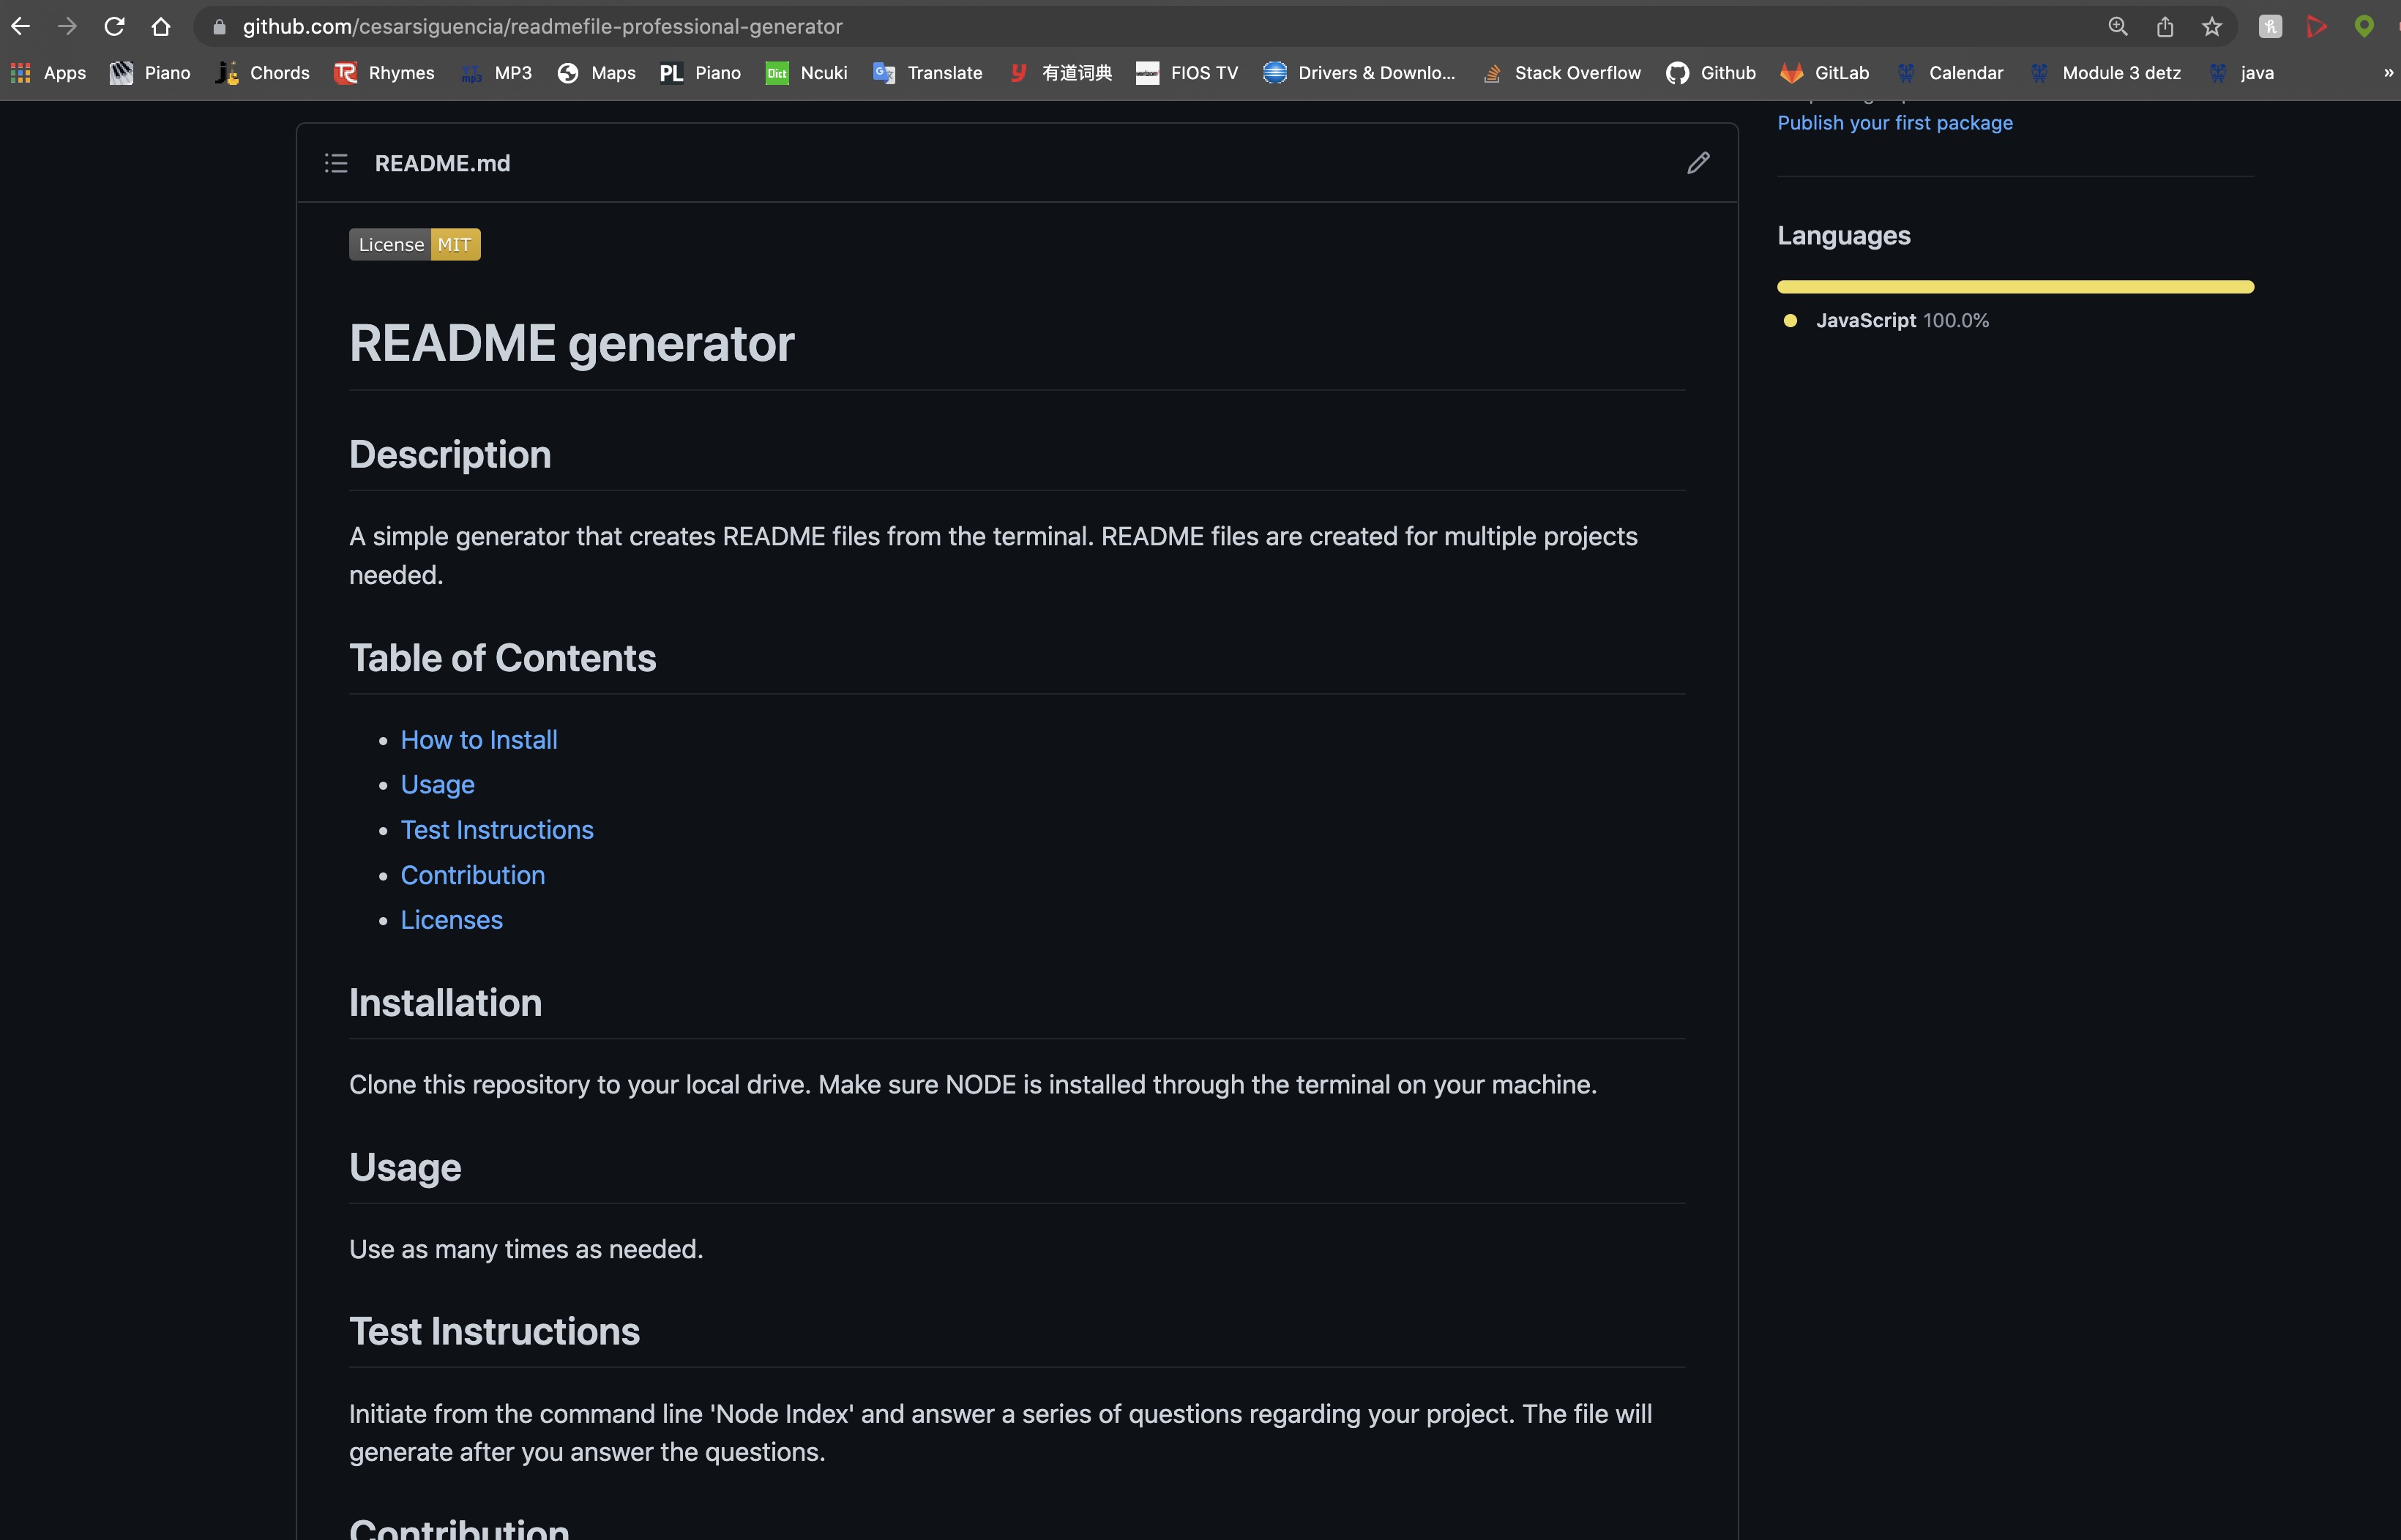 github.com/cesarsiguencia/readmefile-professional-generator
Apps Piano Chords Rhymes MP3 Maps PL Piano Dict Ncuki Translate 有道词典 FIOS TV Drivers & Downlo... Stack Overflow Github GitLab Calendar Module 3 detz java »
Publish your first package
README.md
License MIT
Languages
JavaScript 100.0%
README generator
Description
A simple generator that creates README files from the terminal. README files are created for multiple projects
needed.
Table of Contents
• How to Install
• Usage
• Test Instructions
• Contribution
• Licenses
Installation
Clone this repository to your local drive. Make sure NODE is installed through the terminal on your machine.
Usage
Use as many times as needed.
Test Instructions
Initiate from the command line 'Node Index' and answer a series of questions regarding your project. The file will
generate after you answer the questions.
Contribution